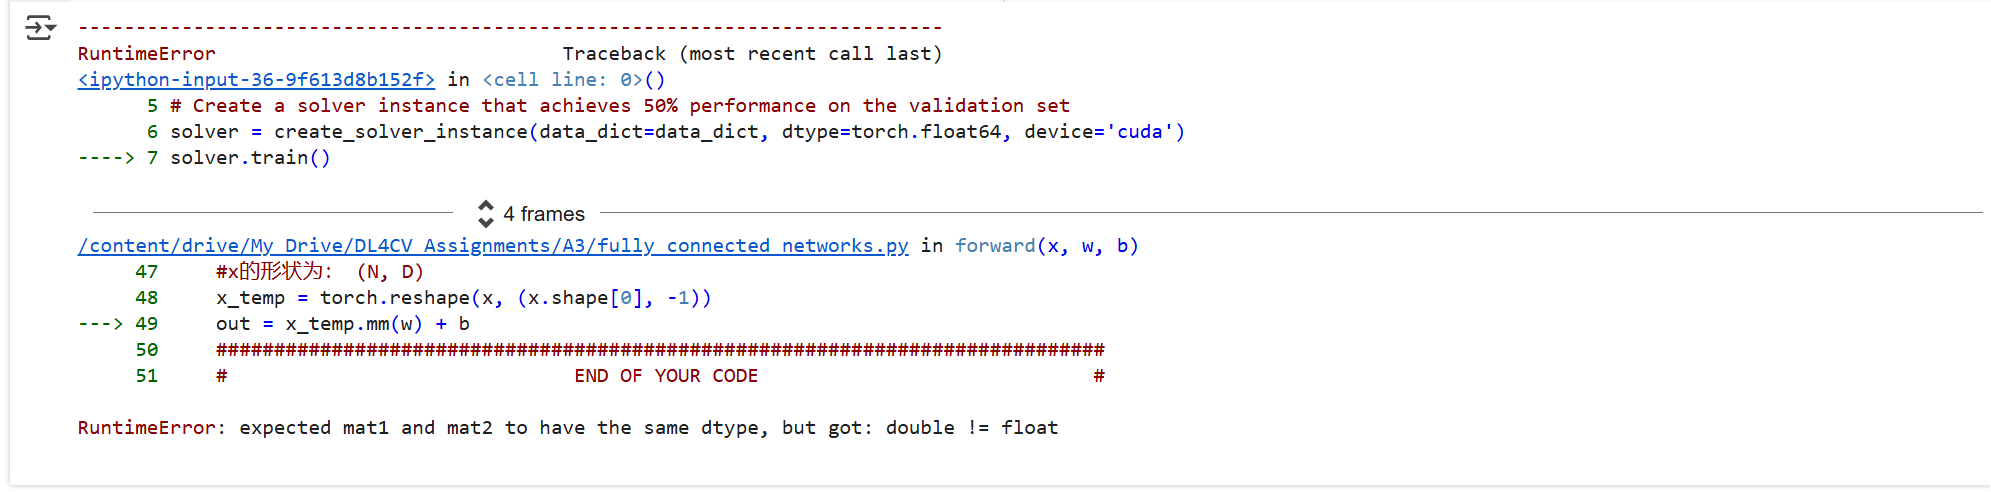 ---------------------------------------------------------------------------
RuntimeError                              Traceback (most recent call last)
<ipython-input-36-9f613d8b152f> in <cell line: 0>()
      5 # Create a solver instance that achieves 50% performance on the validation set
      6 solver = create_solver_instance(data_dict=data_dict, dtype=torch.float64, device='cuda')
----> 7 solver.train()
4 frames
/content/drive/My Drive/DL4CV_Assignments/A3/fully_connected_networks.py in forward(x, w, b)
     47     #x的形状为： (N, D)
     48     x_temp = torch.reshape(x, (x.shape[0], -1))
---> 49     out = x_temp.mm(w) + b
     50     #############################################################################
     51     #                              END OF YOUR CODE                             #
RuntimeError: expected mat1 and mat2 to have the same dtype, but got: double != float